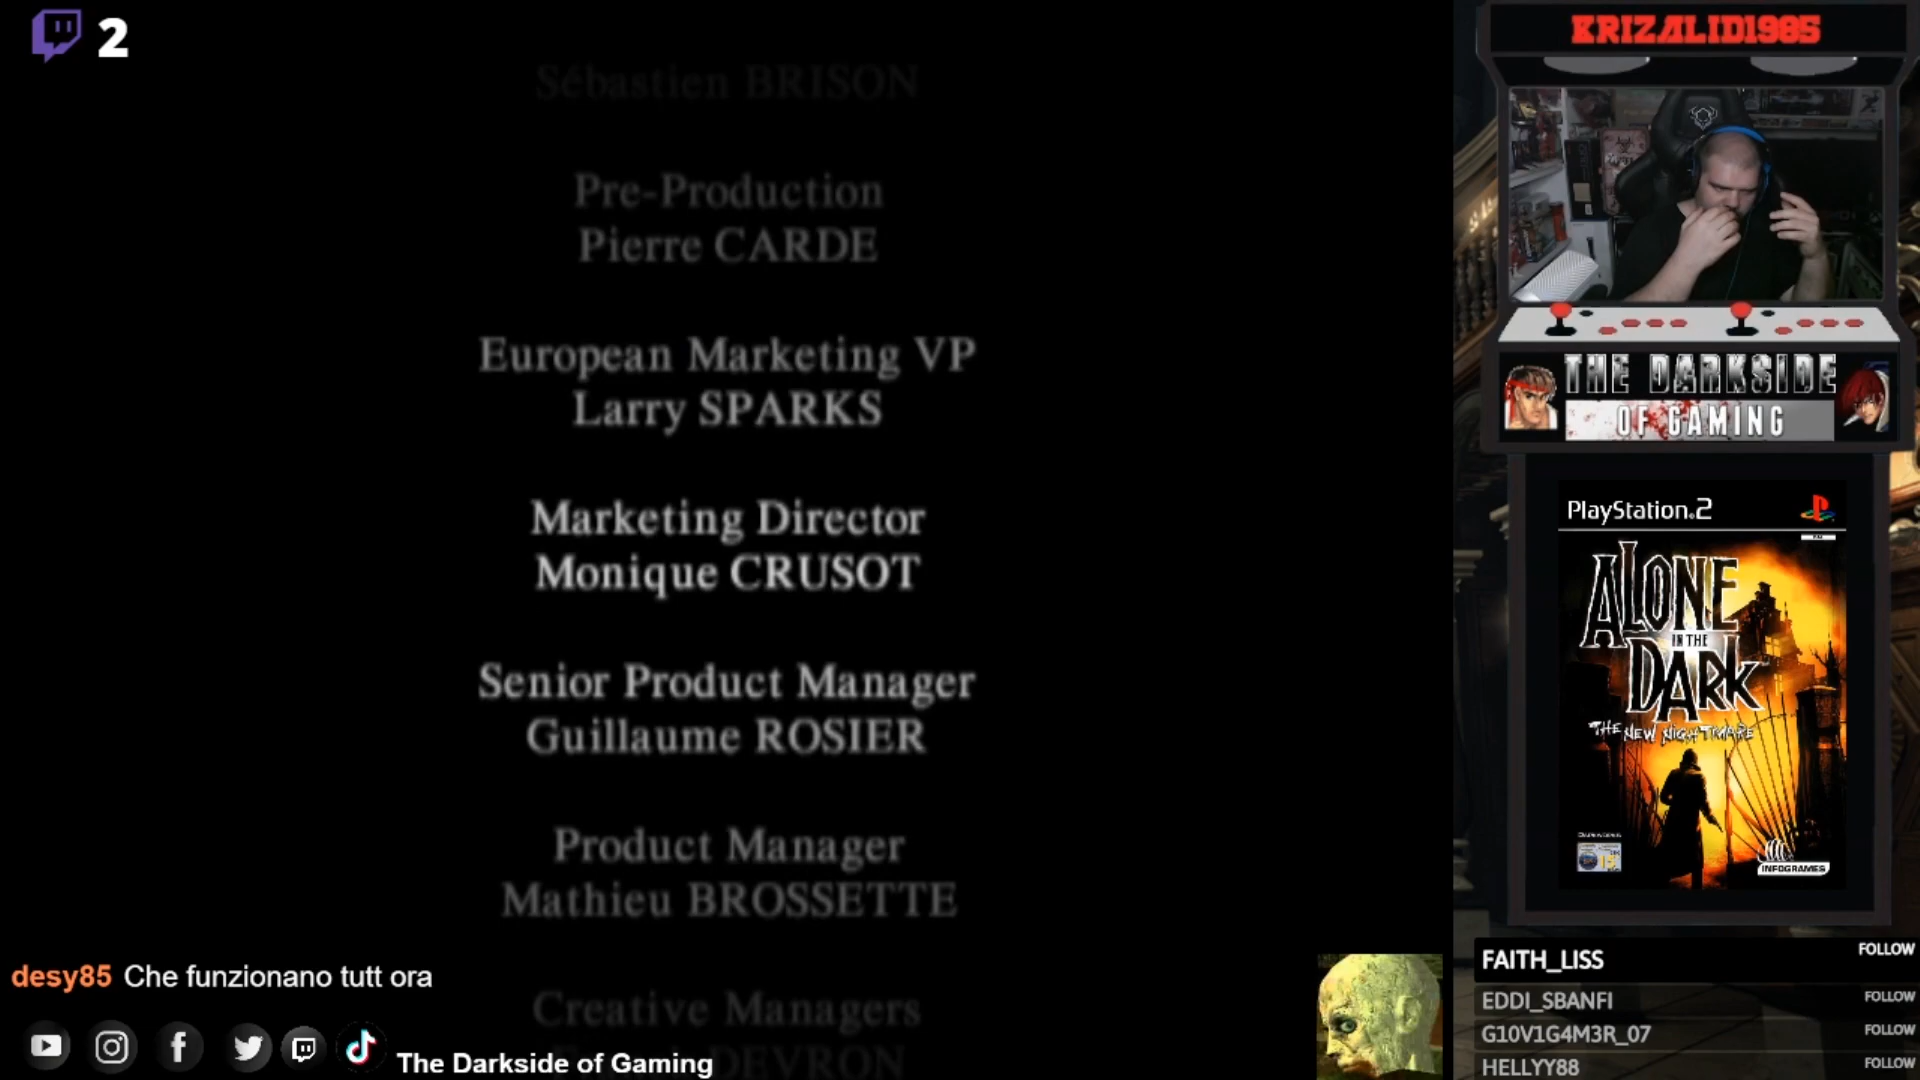 2
Sébastien BRISON
Pre-Production
Pierre CARDE
European Marketing VP
Larry SPARKS
Marketing Director
Monique CRUSOT
Senior Product Manager
Guillaume ROSIER
Product Manager
Mathieu BROSSETTE
Creative Managers
DEVRON
desy85 Che funzionano tutt ora
The Darkside of Gaming
KRIZALID1985
THE DARKSIDE
OF GAMING
PlayStation.2
ALONE
IN THE
DARK
THE NEW NIGHTMARE
INFOGRAMES
FAITH_LISS FOLLOW
EDDI_SBANFI FOLLOW
G10V1G4M3R_07 FOLLOW
HELLYY88 FOLLOW